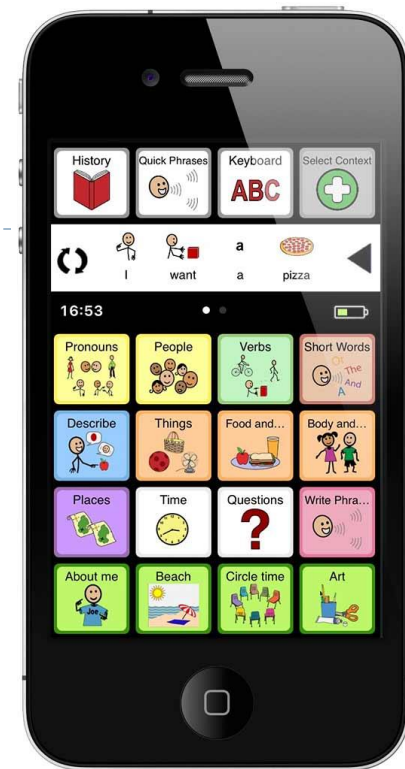 History Quick Phrases Keyboard Select Context
ABC
I want a pizza
a
16:53
Pronouns People Verbs Short Words
Or The And A
Describe Things Food and... Body and...
Places Time Questions Write Phra...
?
About me Beach Circle time Art
Joe